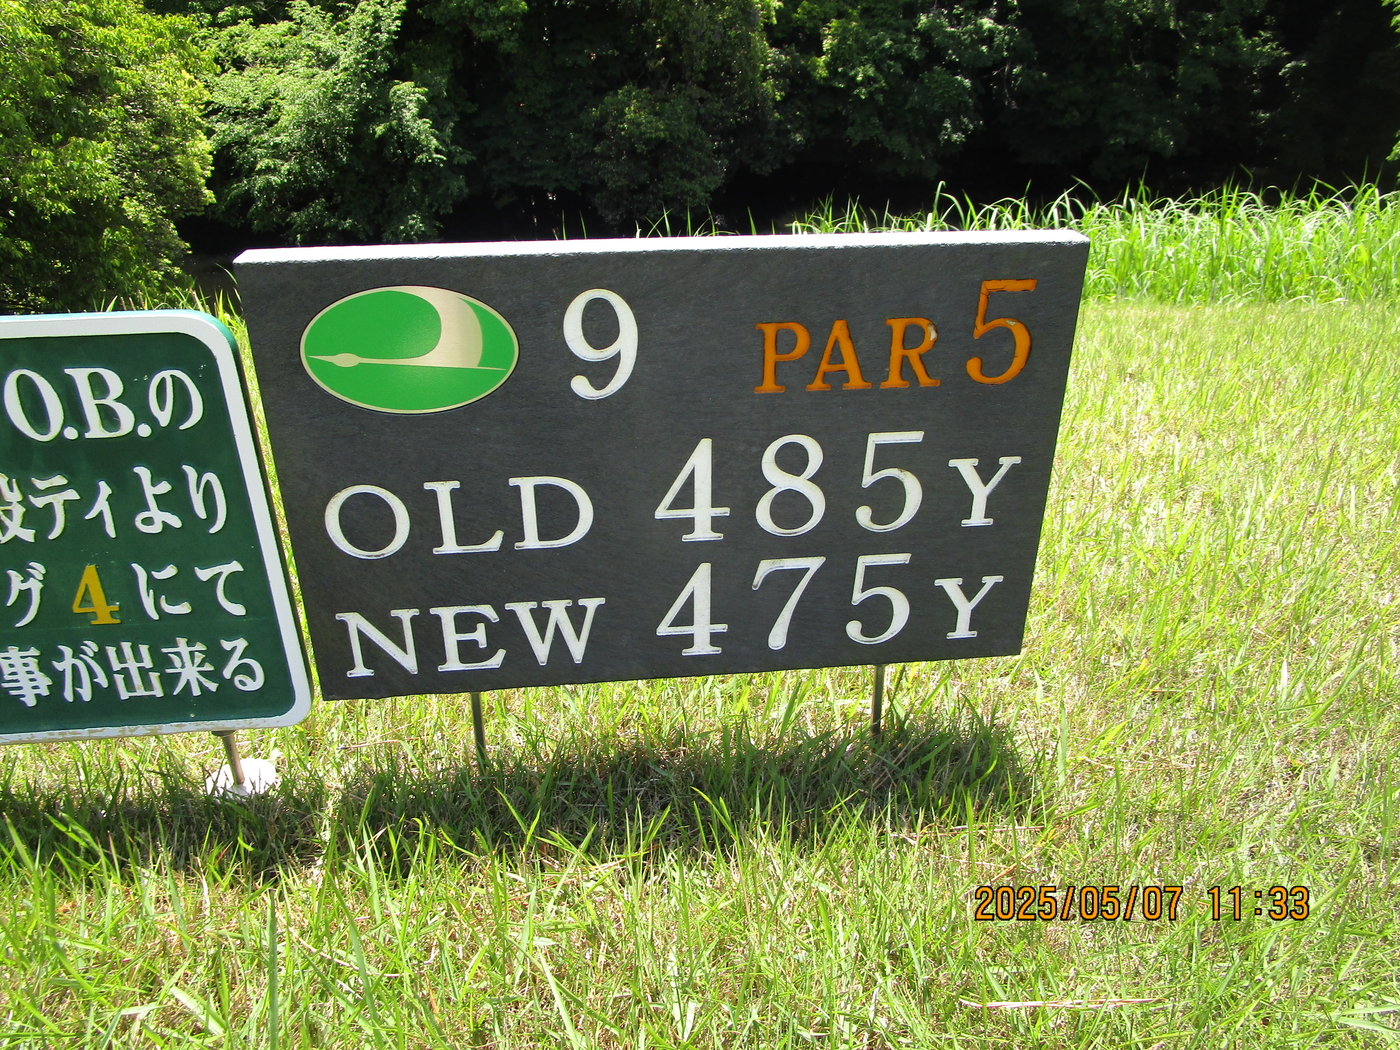 O.B.の
設ティより
グ 4 にて
事が出来る
9 PAR 5
OLD 485Y
NEW 475Y
2025/05/07 11:33